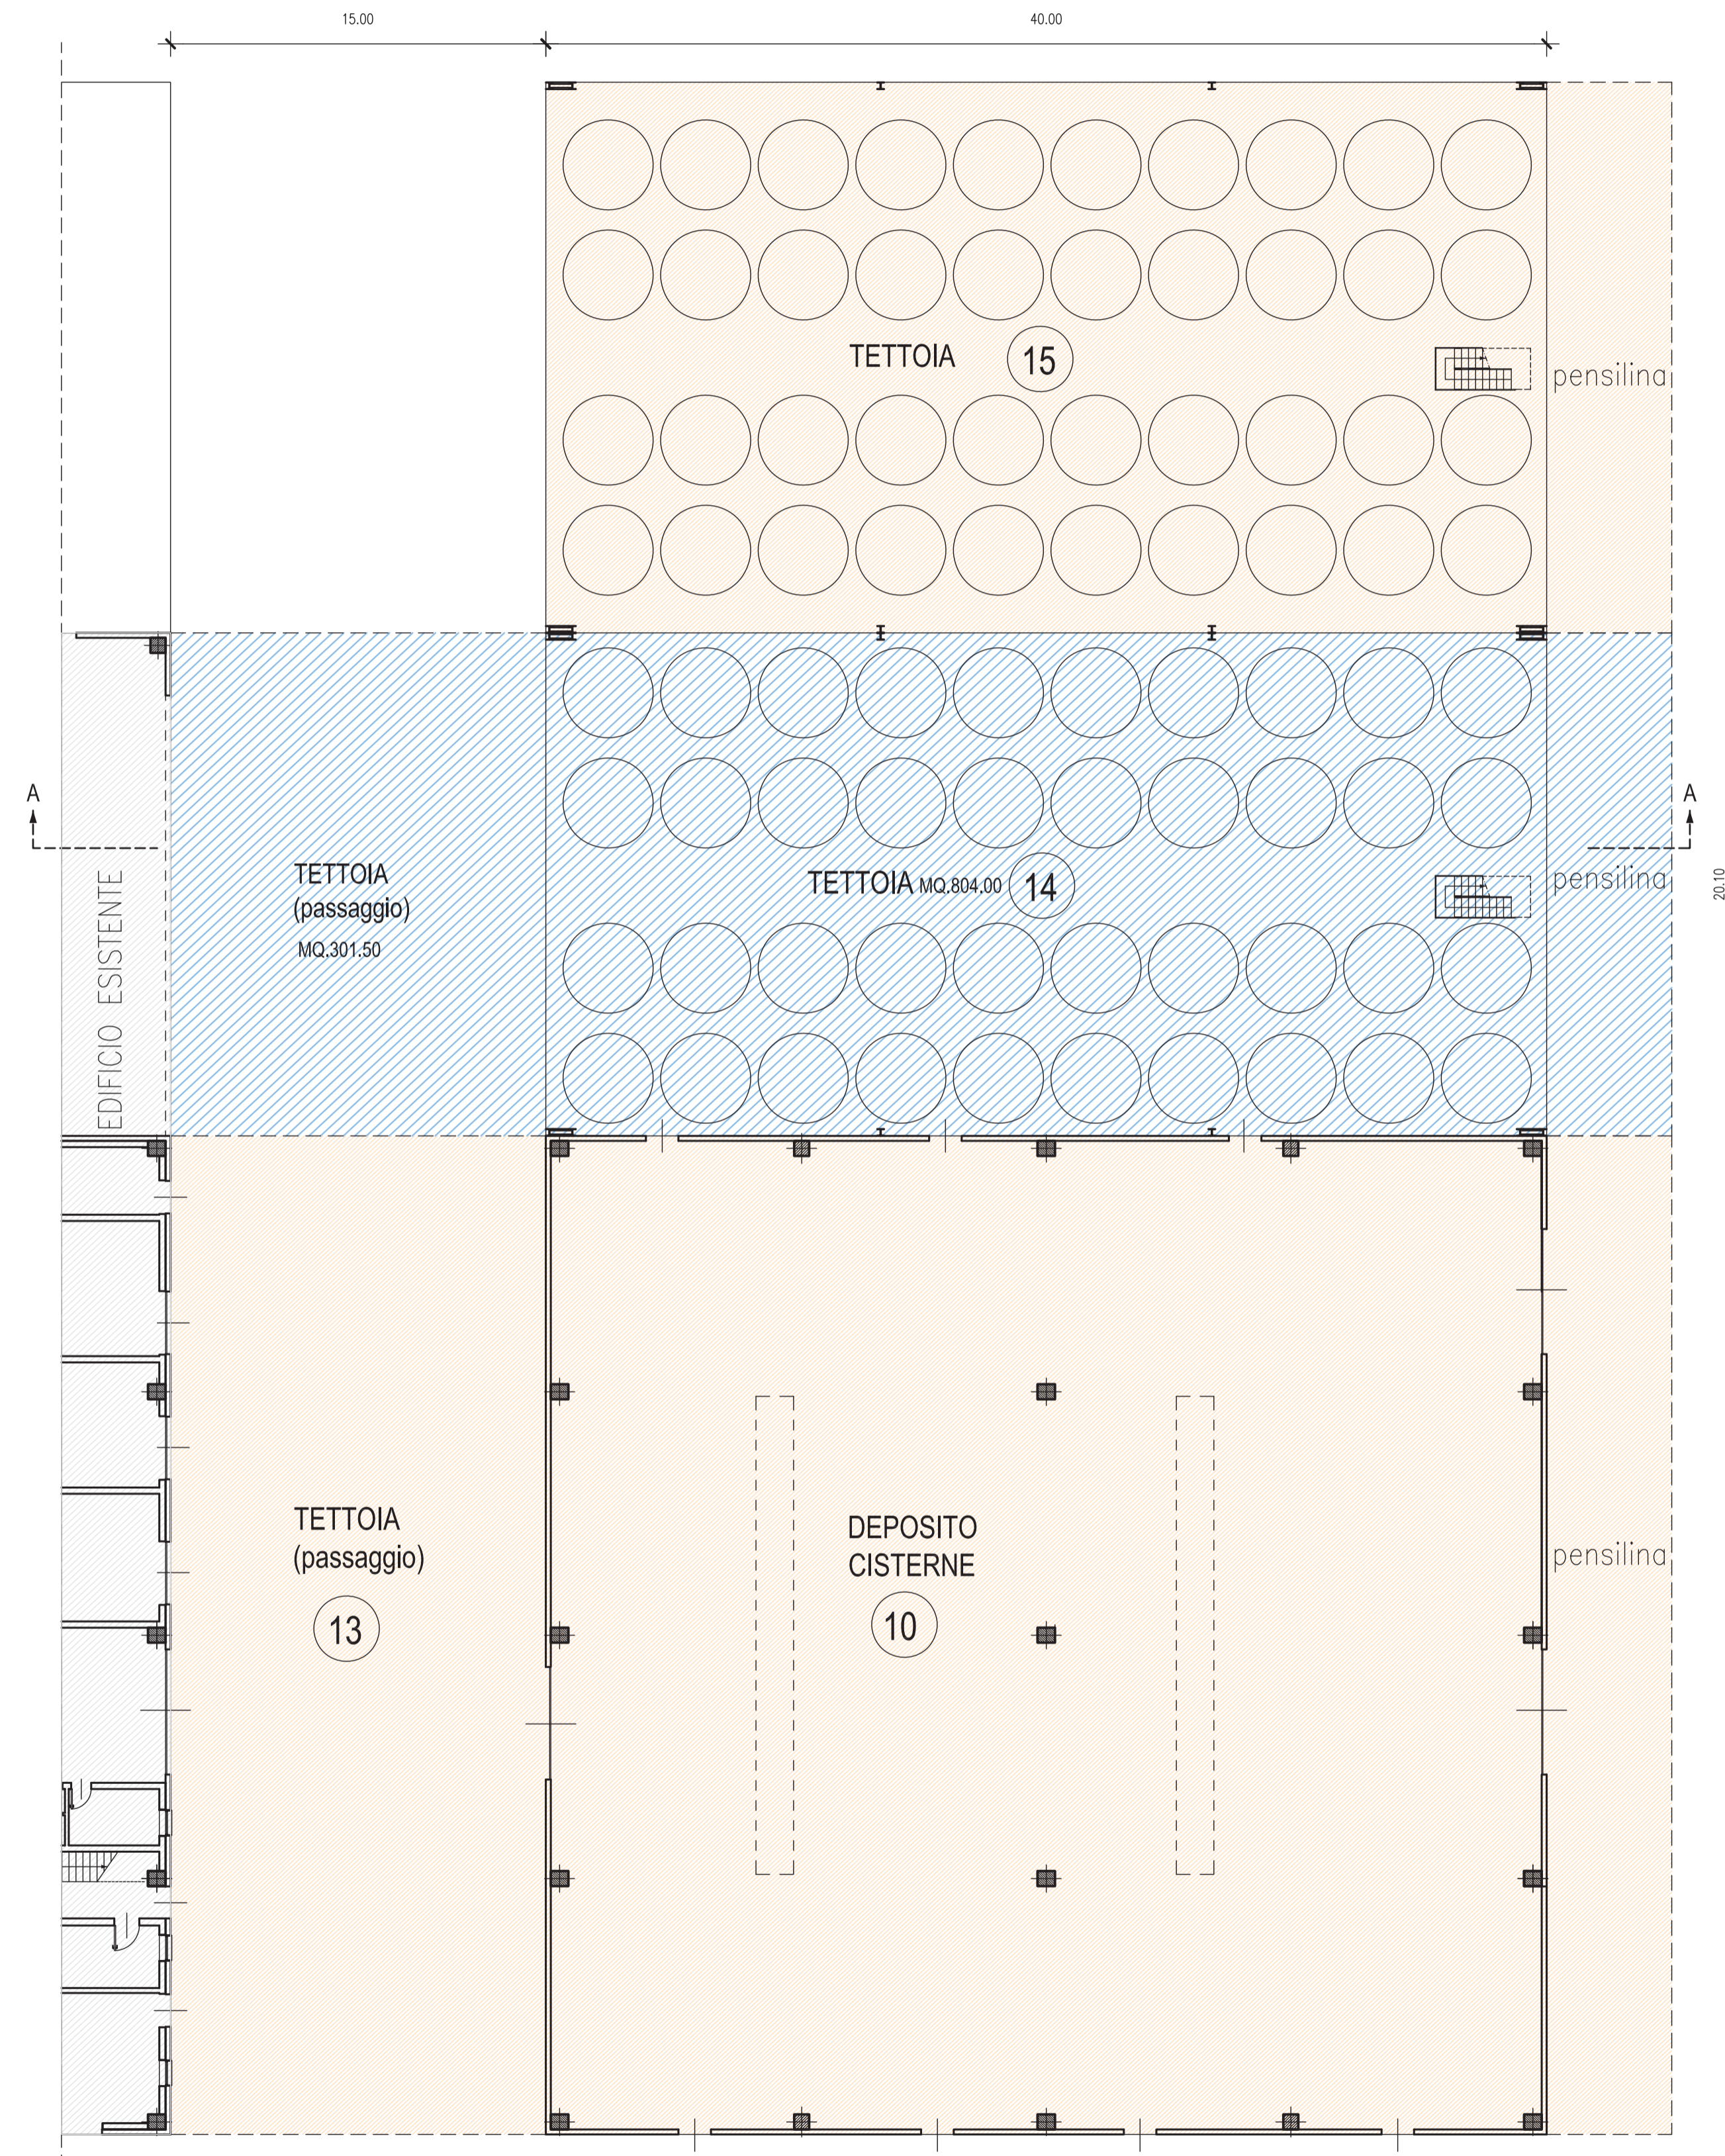 15.00
40.00
TETTOIA
15
pensilina
A
A
TETTOIA
(passaggio)
MQ.301.50
TETTOIA MQ.804.00
14
pensilina
20.10
EDIFICIO ESISTENTE
TETTOIA
(passaggio)
13
DEPOSITO
CISTERNE
10
pensilina